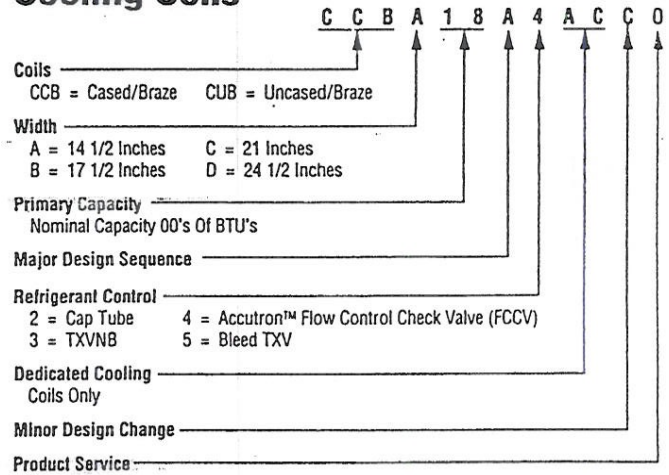 Cooling Coils
C C B A 1 8 A 4 A C C 0
Coils
CCB = Cased/Braze CUB = Uncased/Braze
Width
A = 14 1/2 Inches C = 21 Inches
B = 17 1/2 Inches D = 24 1/2 Inches
Primary Capacity
Nominal Capacity 00's Of BTU's
Major Design Sequence
Refrigerant Control
2 = Cap Tube 4 = Accutron™ Flow Control Check Valve (FCCV)
3 = TXVNB 5 = Bleed TXV
Dedicated Cooling
Coils Only
Minor Design Change
Product Service